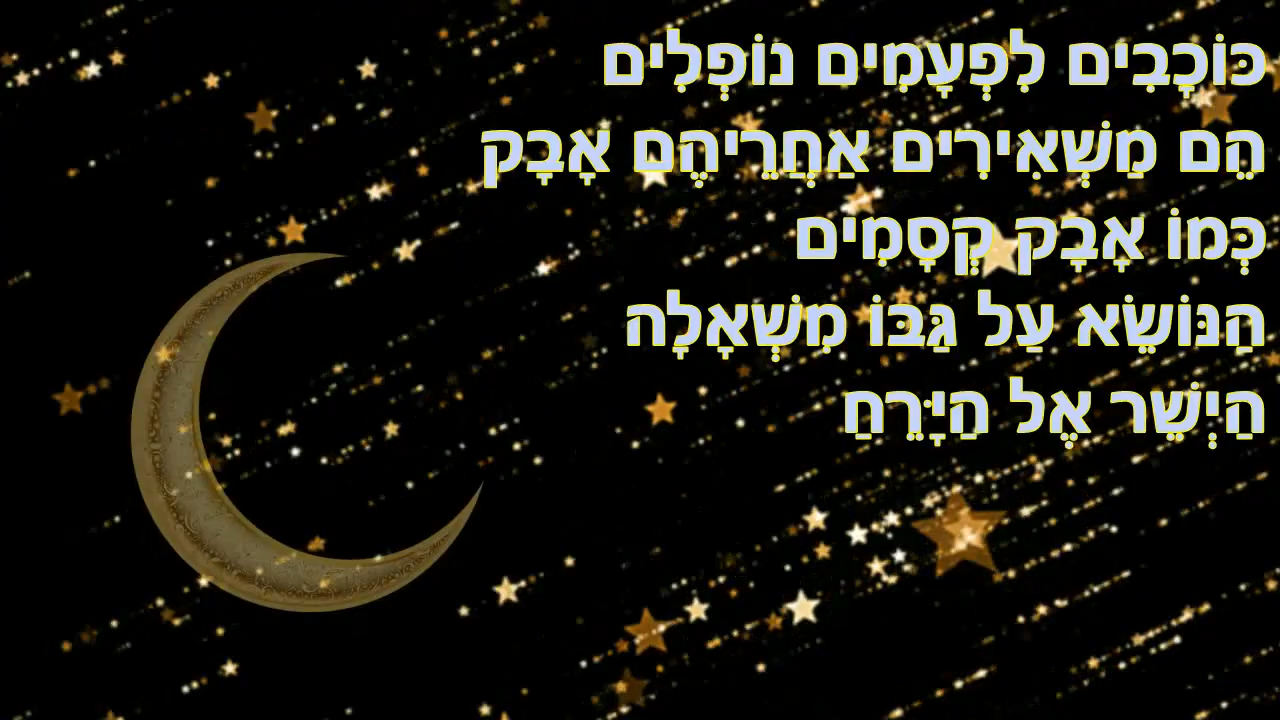 כּוֹכָבִים לִפְעָמִים נוֹפְלִים
הֵם מַשְׁאִירִים אַחֲרֵיהֶם אָבָק
כְּמוֹ אָבָק קְסָמִים
הַנּוֹשֵׂא עַל גַּבּוֹ מִשְׁאָלָה
הַיְשֵׁר אֶל הַיָּרֵחַ